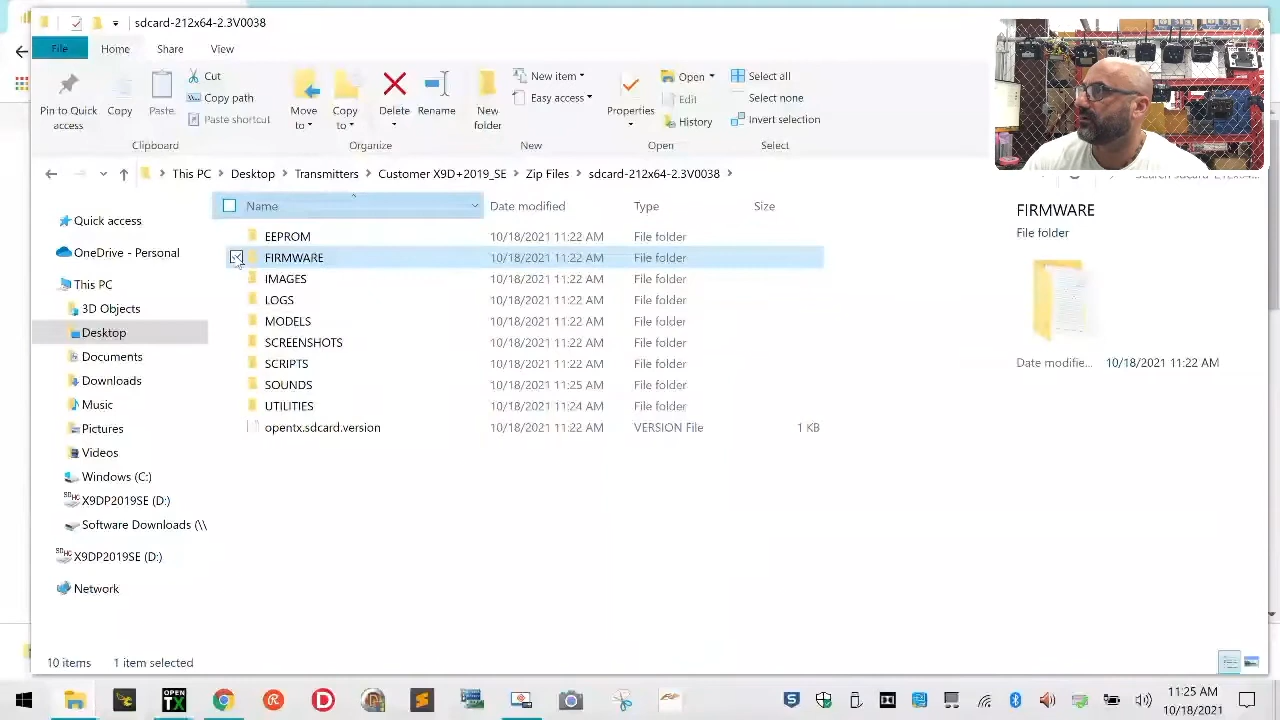 sdcard-212x64-2.3V0038
File Home Share View
Pin to Quick access
Copy
Paste
Cut
Copy path
Paste shortcut
Clipboard
Move to
Copy to
Delete
Rename
Organize
New folder
New item
Easy access
New
Properties
Open
Edit
History
Open
Select all
Select none
Invert selection
Select
This PC > Desktop > Transmitters > Customer X9D+_2019_SE > Zip Files > sdcard-212x64-2.3V0038 >
Quick access
OneDrive - Personal
This PC
3D Objects
Desktop
Documents
Downloads
Music
Pictures
Videos
Windows (C:)
X9DP2019SE (D:)
Software Downloads (\\
X9DP2019SE (D:)
Network
Name Date modified Type Size
EEPROM 10/18/2021 11:22 AM File folder
FIRMWARE 10/18/2021 11:22 AM File folder
IMAGES 10/18/2021 11:22 AM File folder
LOGS 10/18/2021 11:22 AM File folder
MODELS 10/18/2021 11:22 AM File folder
SCREENSHOTS 10/18/2021 11:22 AM File folder
SCRIPTS 10/18/2021 11:22 AM File folder
SOUNDS 10/18/2021 11:25 AM File folder
UTILITIES 10/18/2021 11:24 AM File folder
opentx.sdcard.version 10/18/2021 11:22 AM VERSION File 1 KB
FIRMWARE
File folder
Date modifie... 10/18/2021 11:22 AM
10 items 1 item selected
OPEN
TX
11:25 AM
10/18/2021